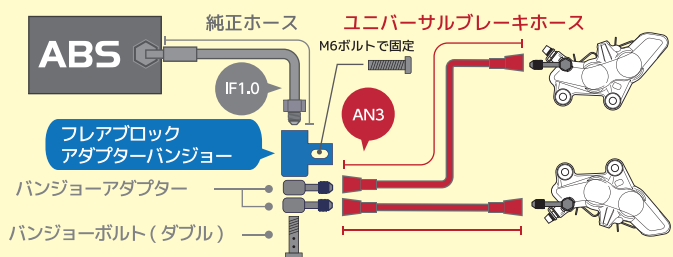 純正ホース
ユニバーサルブレーキホース
ABS
M6ボルトで固定
IF1.0
AN3
フレアブロック
アダプターバンジョー
バンジョーアダプター
バンジョーボルト(ダブル)